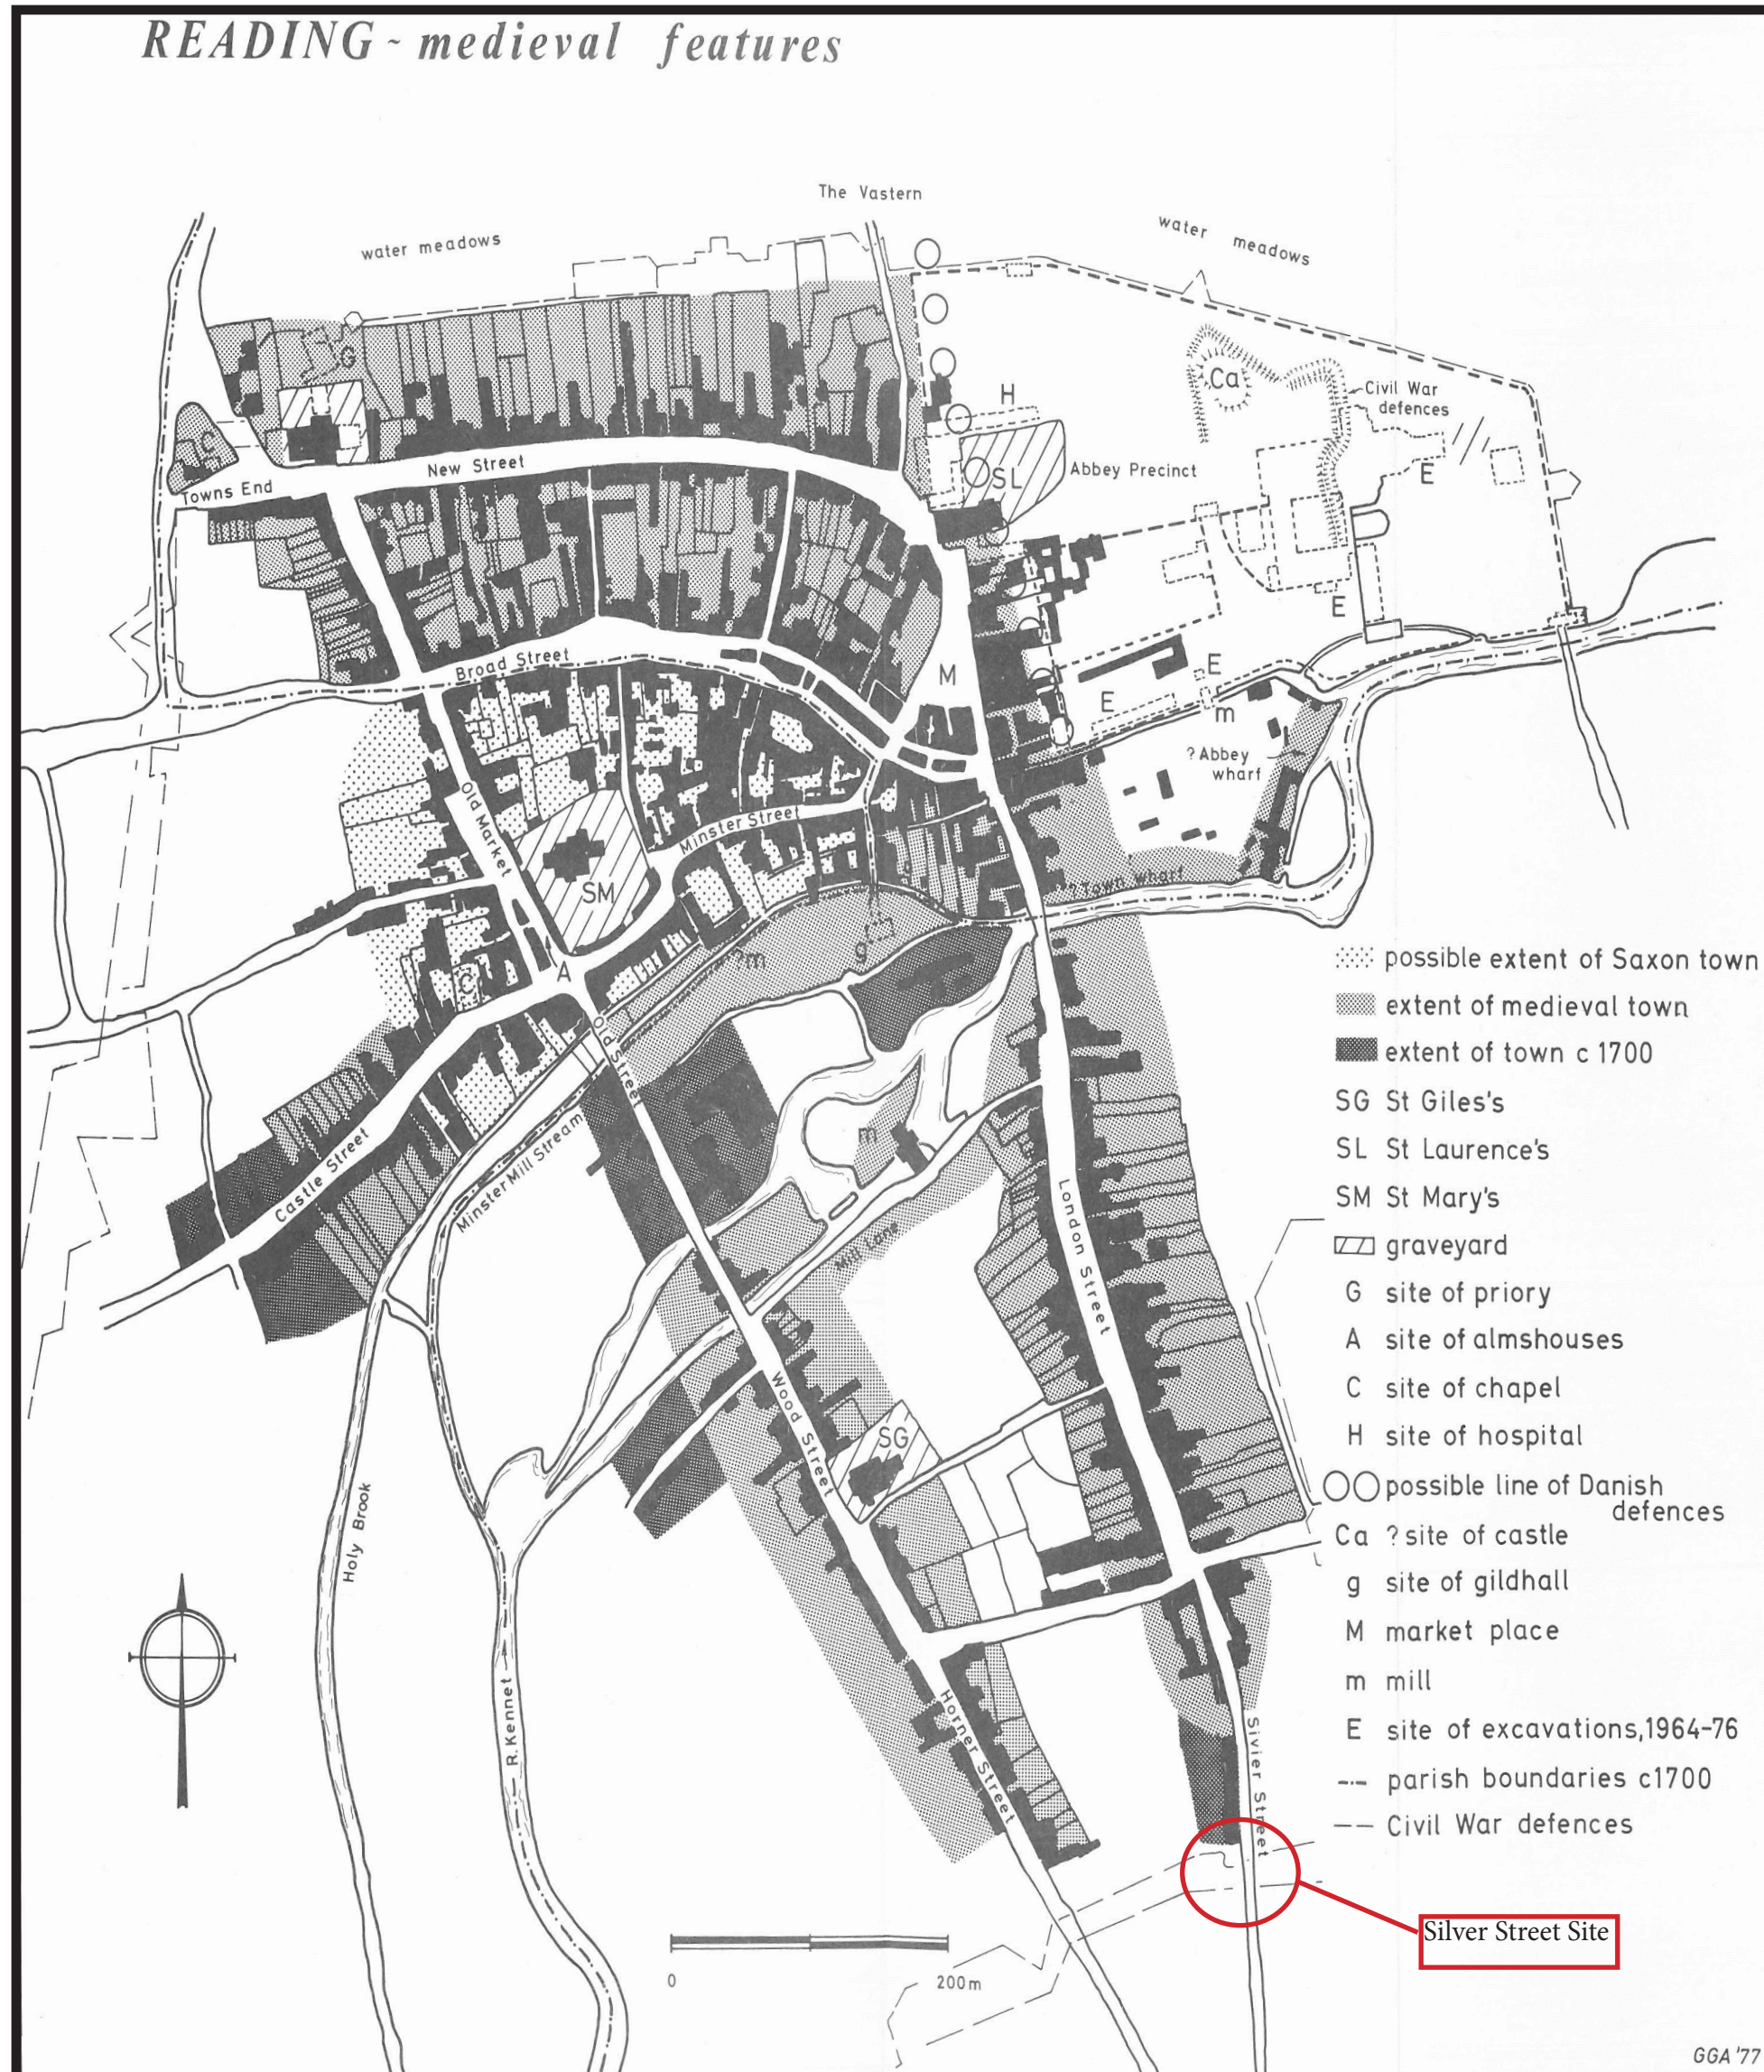 READING ~ medieval features
The Vastern
water meadows
water meadows
G
H
Ca
Civil War
defences
C
New Street
SL
Abbey Precinct
E
Towns End
E
Broad Street
M
E
E
m
? Abbey
wharf
Old Market
Minster Street
SM
? Town wharf
g
?m
C
A
Old Street
m
Castle Street
Minster Mill Stream
Mill Lane
London Street
Wood Street
SG
Holy Brook
R. Kennet
Horner Street
Sivier Street
possible extent of Saxon town
extent of medieval town
extent of town c 1700
SG St Giles's
SL St Laurence's
SM St Mary's
graveyard
G site of priory
A site of almshouses
C site of chapel
H site of hospital
possible line of Danish
defences
Ca ? site of castle
g site of gildhall
M market place
m mill
E site of excavations,1964-76
parish boundaries c1700
Civil War defences
Silver Street Site
0 200m
GGA '77